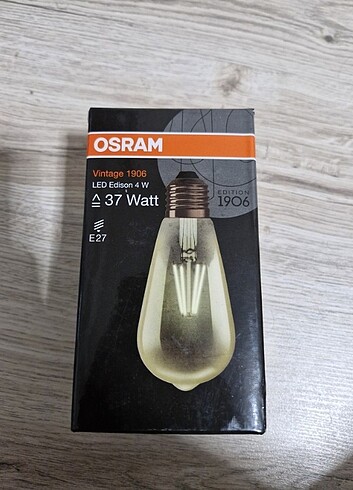 OSRAM
Vintage 1906
LED Edison 4 W
≙ 37 Watt
E27
EDITION
1906